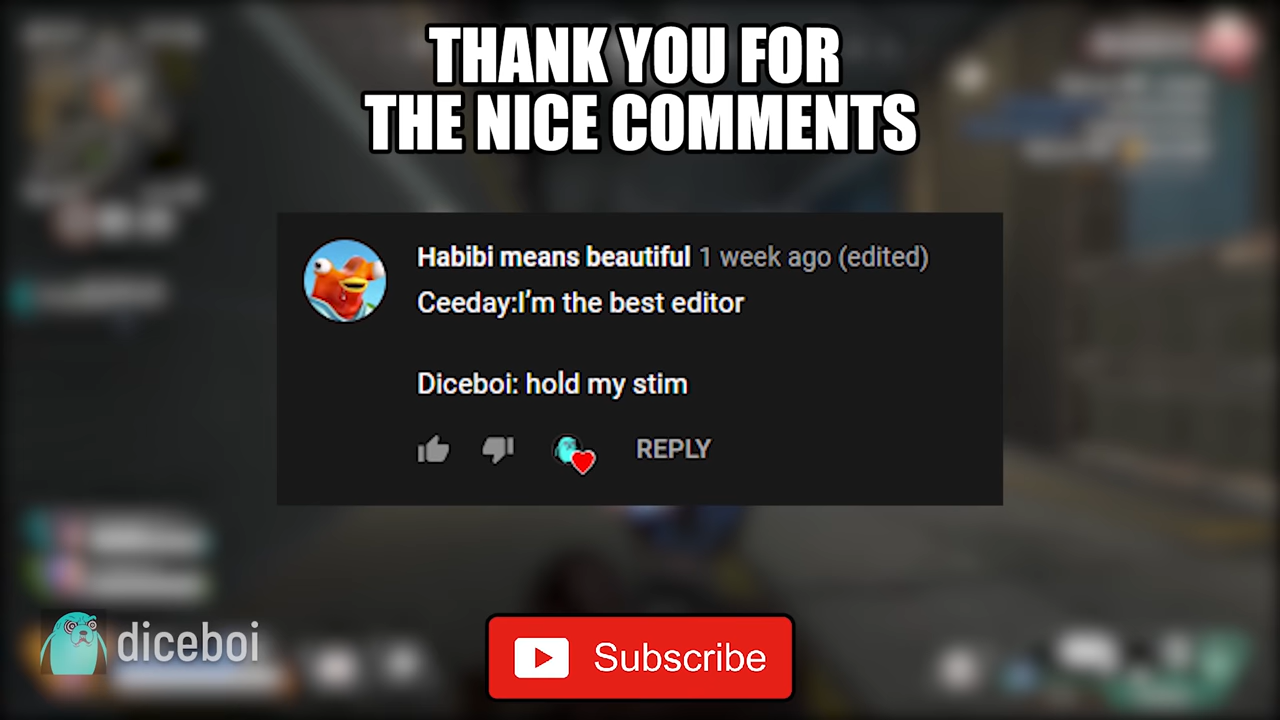 THANK YOU FOR
THE NICE COMMENTS
Habibi means beautiful 1 week ago (edited)
Ceeday:I'm the best editor
Diceboi: hold my stim
REPLY
diceboi
Subscribe